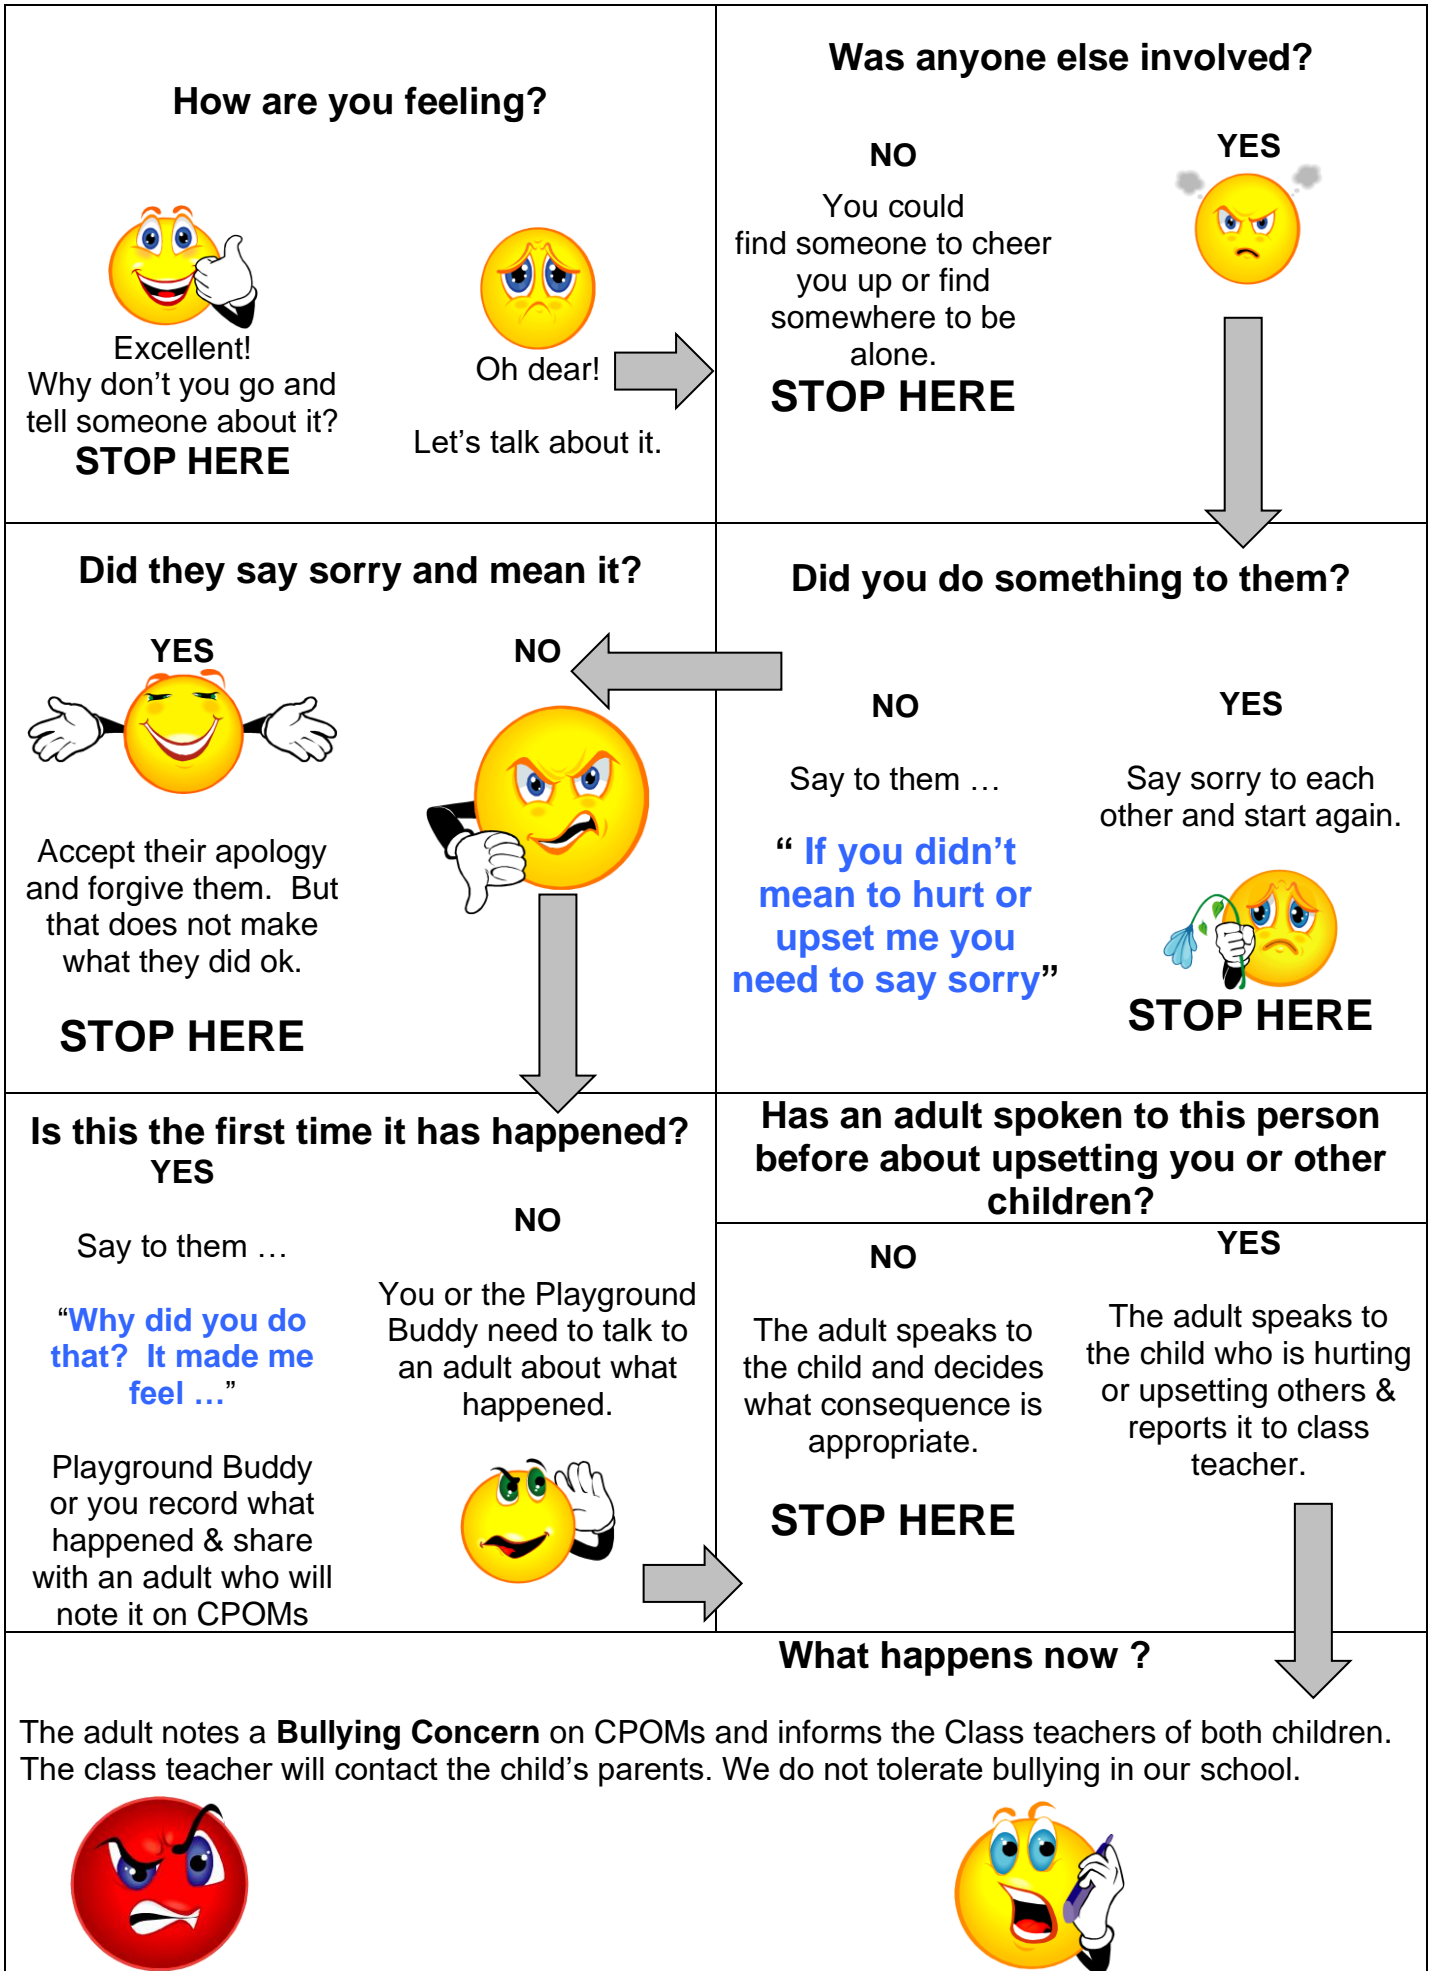 How are you feeling?
Excellent!
Why don't you go and
tell someone about it?
STOP HERE
Oh dear!
Let's talk about it.
Was anyone else involved?
NO
You could
find someone to cheer
you up or find
somewhere to be
alone.
STOP HERE
YES
Did they say sorry and mean it?
YES
Accept their apology
and forgive them.  But
that does not make
what they did ok.
STOP HERE
NO
Did you do something to them?
NO
Say to them …
“ If you didn’t
mean to hurt or
upset me you
need to say sorry”
YES
Say sorry to each
other and start again.
STOP HERE
Is this the first time it has happened?
YES
Say to them …
“Why did you do
that?  It made me
feel …”
Playground Buddy
or you record what
happened & share
with an adult who will
note it on CPOMs
NO
You or the Playground
Buddy need to talk to
an adult about what
happened.
Has an adult spoken to this person
before about upsetting you or other
children?
NO
The adult speaks to
the child and decides
what consequence is
appropriate.
STOP HERE
YES
The adult speaks to
the child who is hurting
or upsetting others &
reports it to class
teacher.
What happens now ?
The adult notes a Bullying Concern on CPOMs and informs the Class teachers of both children.
The class teacher will contact the child’s parents. We do not tolerate bullying in our school.